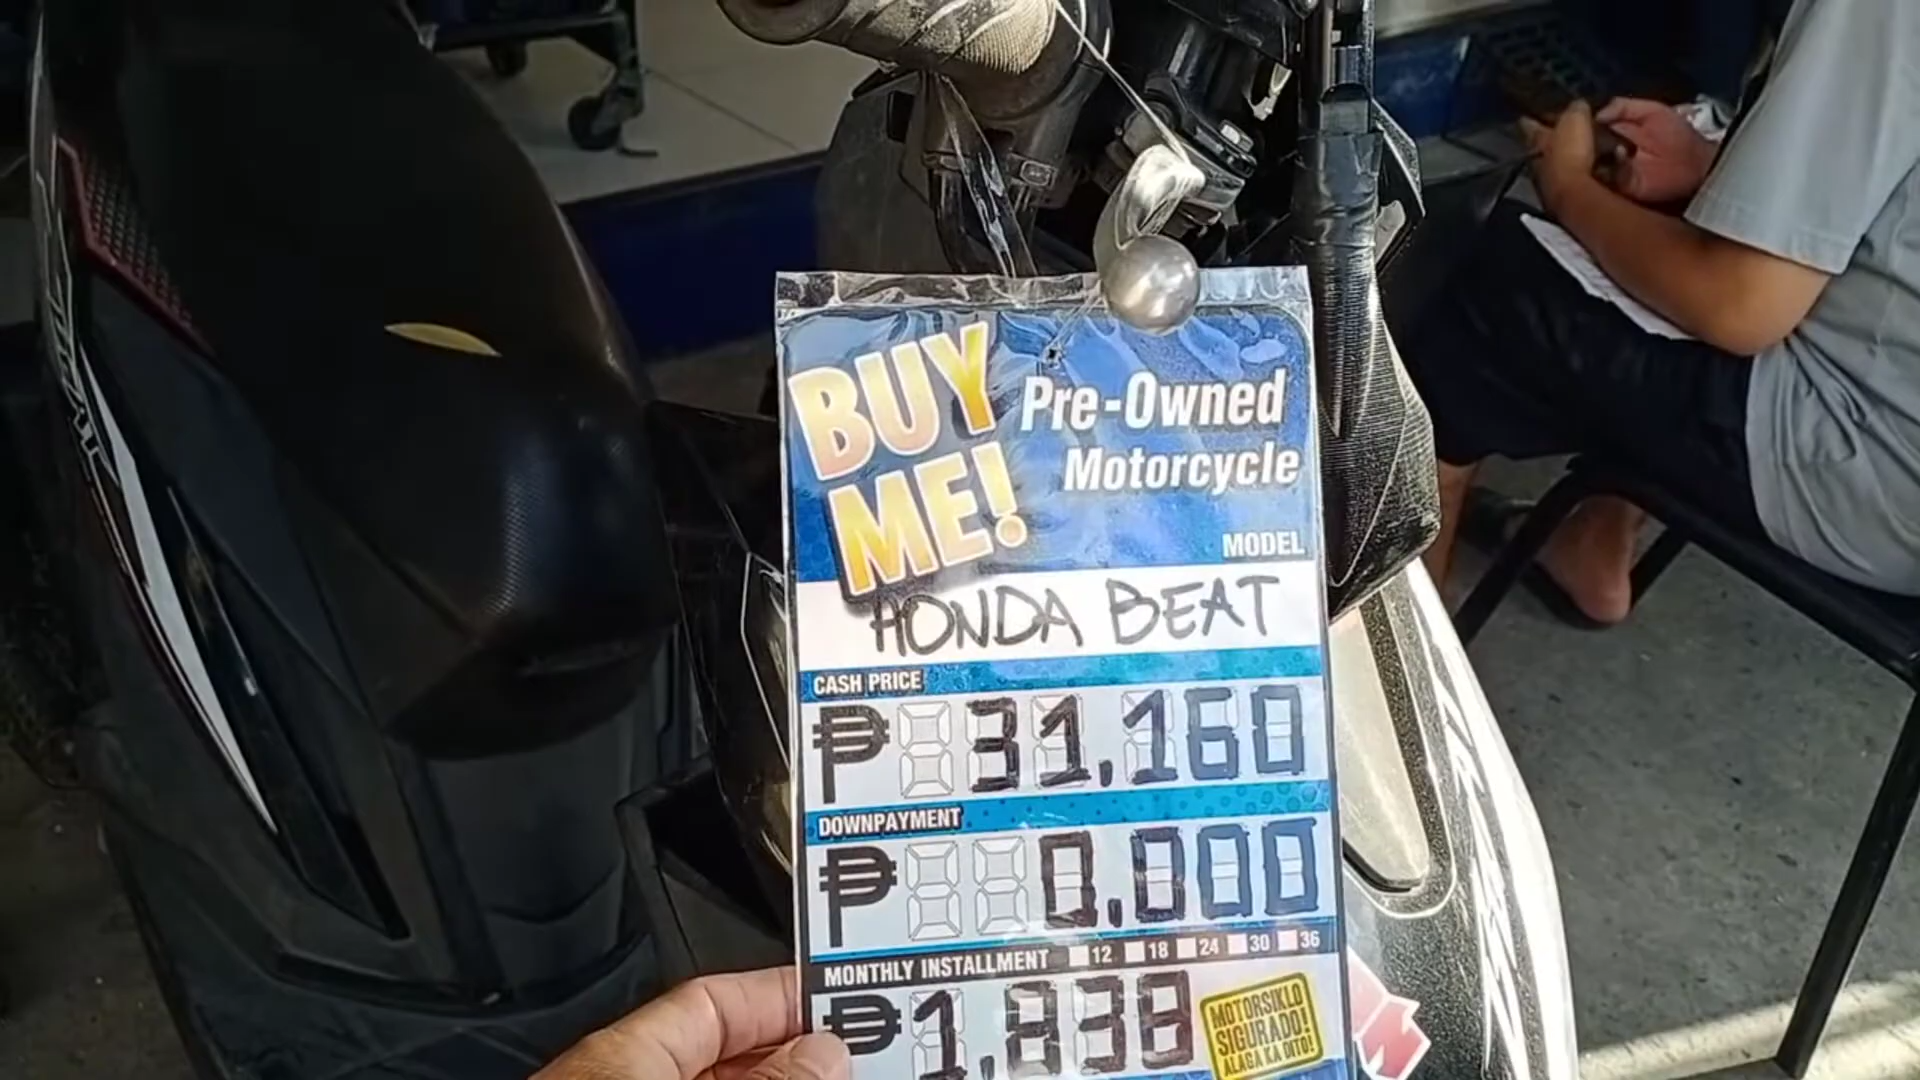 BUY
ME!
Pre-Owned
Motorcycle
MODEL
HONDA BEAT
CASH PRICE
₱ 31,160
DOWNPAYMENT
₱ 0,000
MONTHLY INSTALLMENT 12 18 24 30 36
₱ 1,838
MOTORSIKLO
SIGURADO!
ALAGA KA DITO!